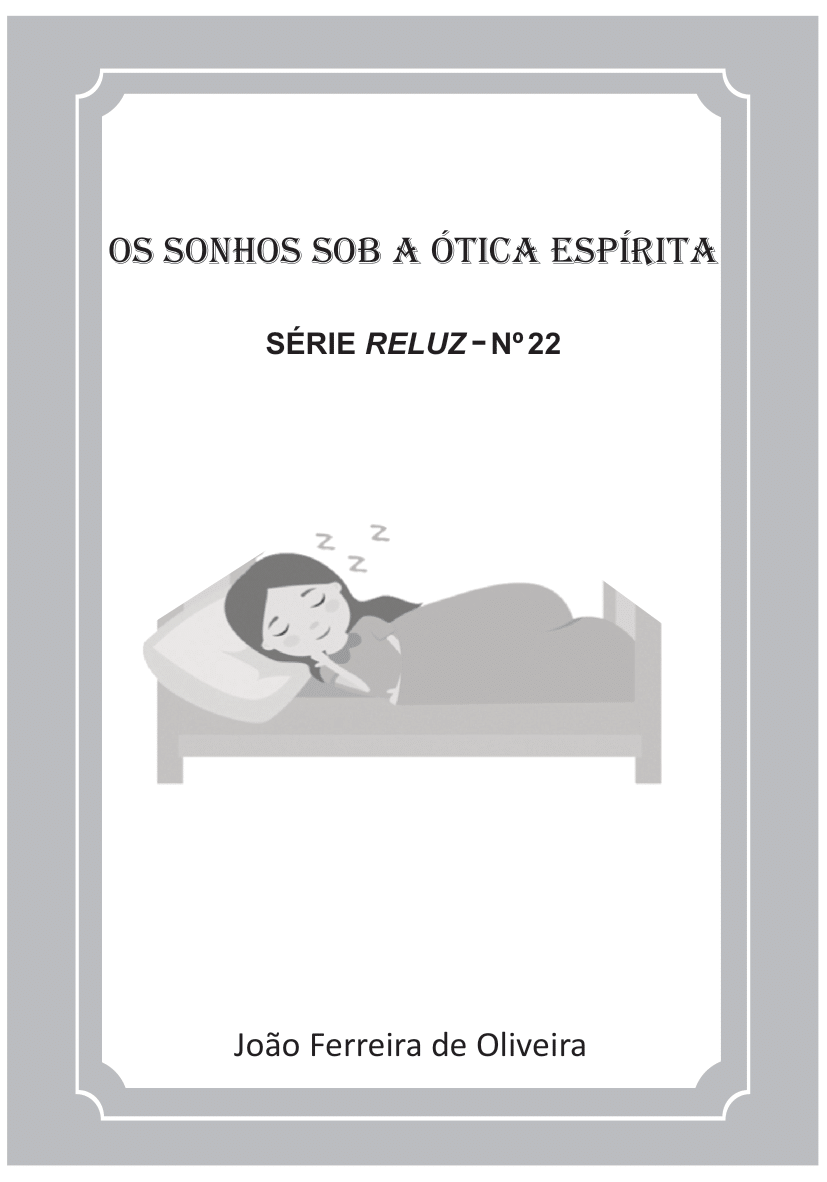 OS SONHOS SOB A ÓTICA ESPÍRITA
SÉRIE RELUZ - Nº 22
z z
z
João Ferreira de Oliveira